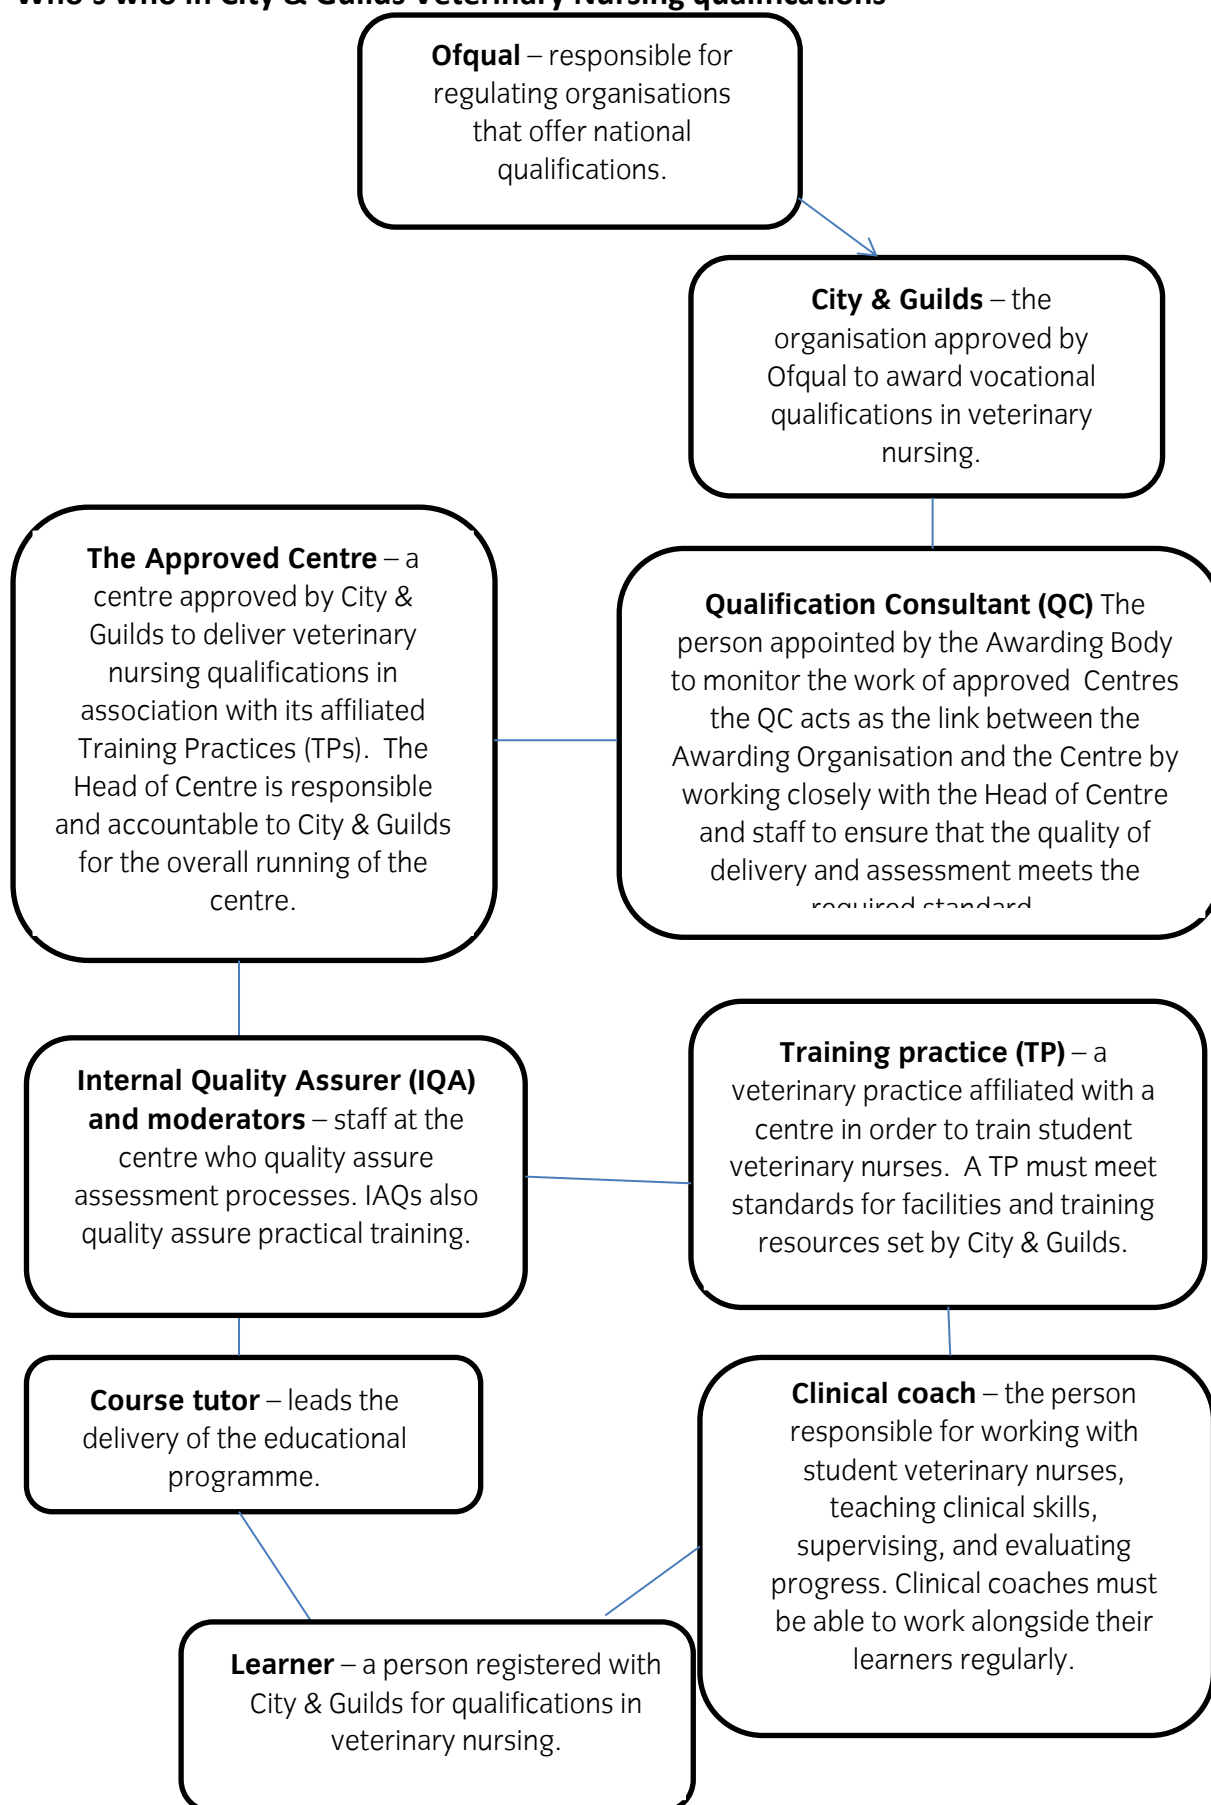 Who's who in City & Guilds Veterinary Nursing qualifications
Ofqual – responsible for
regulating organisations
that offer national
qualifications.
City & Guilds – the
organisation approved by
Ofqual to award vocational
qualifications in veterinary
nursing.
The Approved Centre – a
centre approved by City &
Guilds to deliver veterinary
nursing qualifications in
association with its affiliated
Training Practices (TPs).  The
Head of Centre is responsible
and accountable to City & Guilds
for the overall running of the
centre.
Qualification Consultant (QC) The
person appointed by the Awarding Body
to monitor the work of approved  Centres
the QC acts as the link between the
Awarding Organisation and the Centre by
working closely with the Head of Centre
and staff to ensure that the quality of
delivery and assessment meets the
required standard
Internal Quality Assurer (IQA)
and moderators – staff at the
centre who quality assure
assessment processes. IAQs also
quality assure practical training.
Training practice (TP) – a
veterinary practice affiliated with a
centre in order to train student
veterinary nurses.  A TP must meet
standards for facilities and training
resources set by City & Guilds.
Course tutor – leads the
delivery of the educational
programme.
Clinical coach – the person
responsible for working with
student veterinary nurses,
teaching clinical skills,
supervising, and evaluating
progress. Clinical coaches must
be able to work alongside their
learners regularly.
Learner – a person registered with
City & Guilds for qualifications in
veterinary nursing.